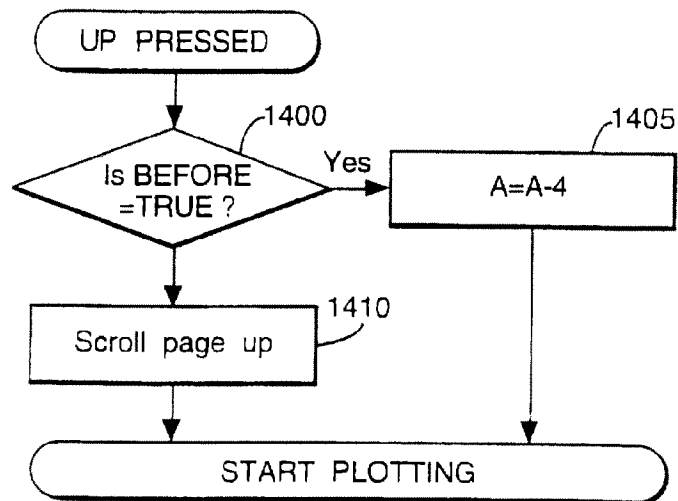 UP PRESSED
1400
Is BEFORE
=TRUE ?
Yes
1405
A=A-4
1410
Scroll page up
START PLOTTING